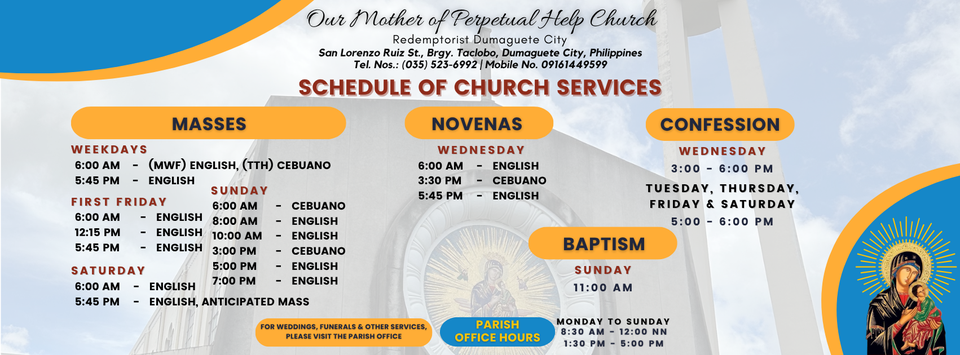 Our Mother of Perpetual Help Church
Redemptorist Dumaguete City
San Lorenzo Ruiz St., Brgy. Taclobo, Dumaguete City, Philippines
Tel. Nos.: (035) 523-6992 | Mobile No. 09161449599
SCHEDULE OF CHURCH SERVICES
MASSES
WEEKDAYS
6:00 AM - (MWF) ENGLISH, (TTH) CEBUANO
5:45 PM - ENGLISH
FIRST FRIDAY
6:00 AM - ENGLISH
12:15 PM - ENGLISH
5:45 PM - ENGLISH
SATURDAY
6:00 AM - ENGLISH
5:45 PM - ENGLISH, ANTICIPATED MASS
SUNDAY
6:00 AM - CEBUANO
8:00 AM - ENGLISH
10:00 AM - ENGLISH
3:00 PM - CEBUANO
5:00 PM - ENGLISH
7:00 PM - ENGLISH
NOVENAS
WEDNESDAY
6:00 AM - ENGLISH
3:30 PM - CEBUANO
5:45 PM - ENGLISH
CONFESSION
WEDNESDAY
3:00 - 6:00 PM
TUESDAY, THURSDAY,
FRIDAY & SATURDAY
5:00 - 6:00 PM
BAPTISM
SUNDAY
11:00 AM
FOR WEDDINGS, FUNERALS & OTHER SERVICES,
PLEASE VISIT THE PARISH OFFICE
PARISH
OFFICE HOURS
MONDAY TO SUNDAY
8:30 AM - 12:00 NN
1:30 PM - 5:00 PM